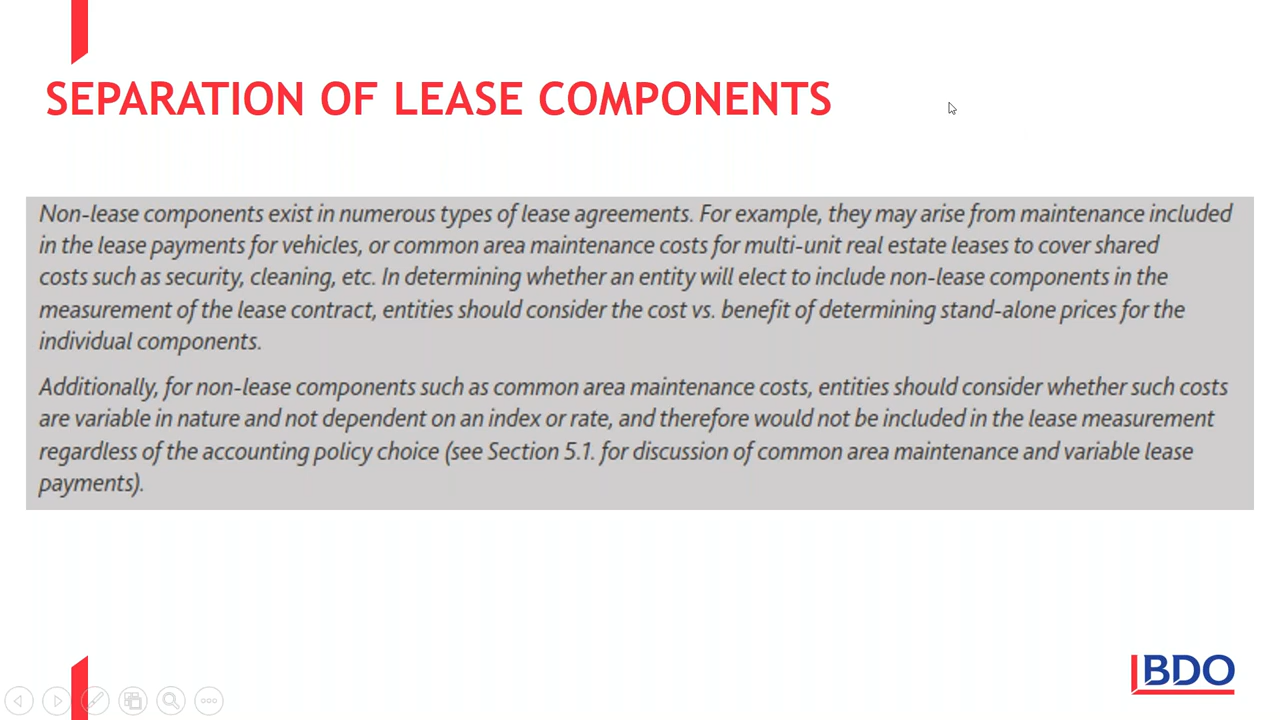 SEPARATION OF LEASE COMPONENTS
Non-lease components exist in numerous types of lease agreements. For example, they may arise from maintenance included
in the lease payments for vehicles, or common area maintenance costs for multi-unit real estate leases to cover shared
costs such as security, cleaning, etc. In determining whether an entity will elect to include non-lease components in the
measurement of the lease contract, entities should consider the cost vs. benefit of determining stand-alone prices for the
individual components.
Additionally, for non-lease components such as common area maintenance costs, entities should consider whether such costs
are variable in nature and not dependent on an index or rate, and therefore would not be included in the lease measurement
regardless of the accounting policy choice (see Section 5.1. for discussion of common area maintenance and variable lease
payments).
BDO